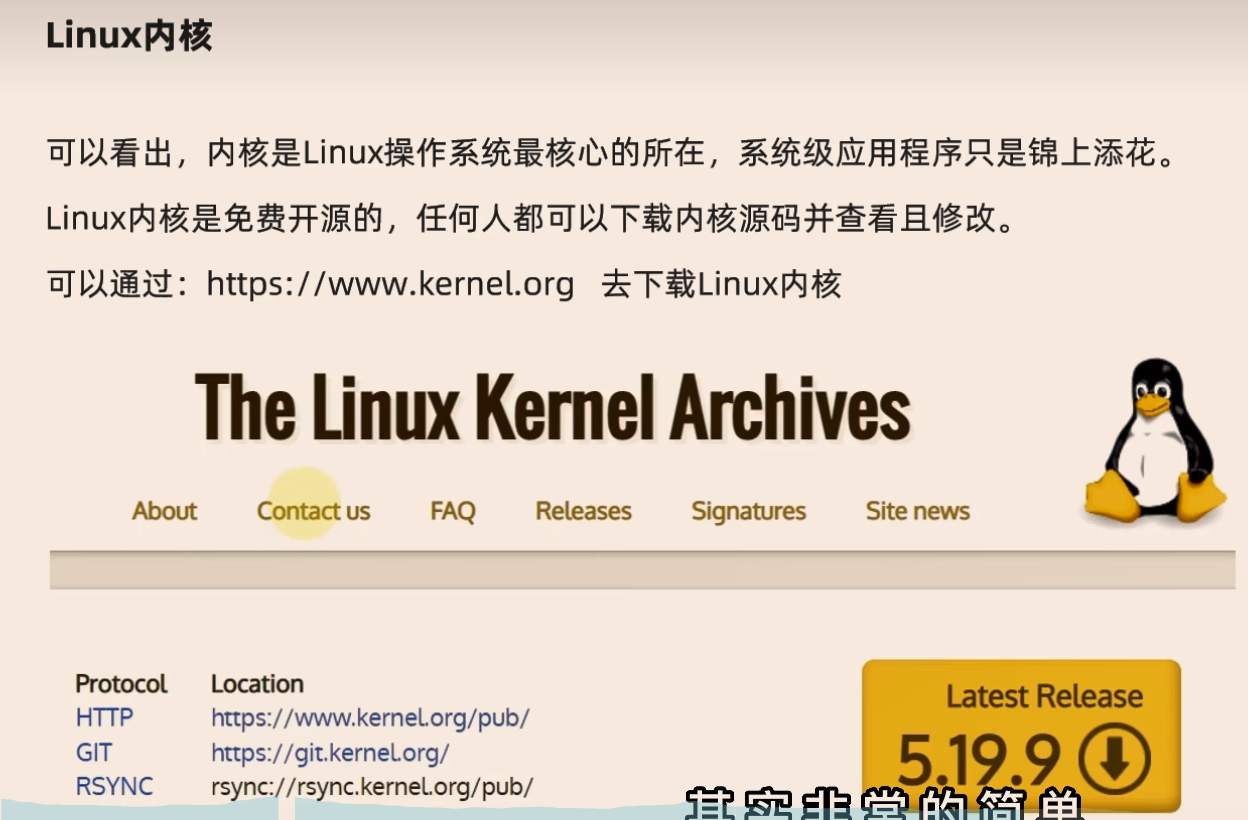 Linux内核
可以看出，内核是Linux操作系统最核心的所在，系统级应用程序只是锦上添花。
Linux内核是免费开源的，任何人都可以下载内核源码并查看且修改。
可以通过：https://www.kernel.org 去下载Linux内核
The Linux Kernel Archives
About Contact us FAQ Releases Signatures Site news
Protocol Location
HTTP https://www.kernel.org/pub/
GIT https://git.kernel.org/
RSYNC rsync://rsync.kernel.org/pub/
Latest Release
5.19.9
其实非常的简单